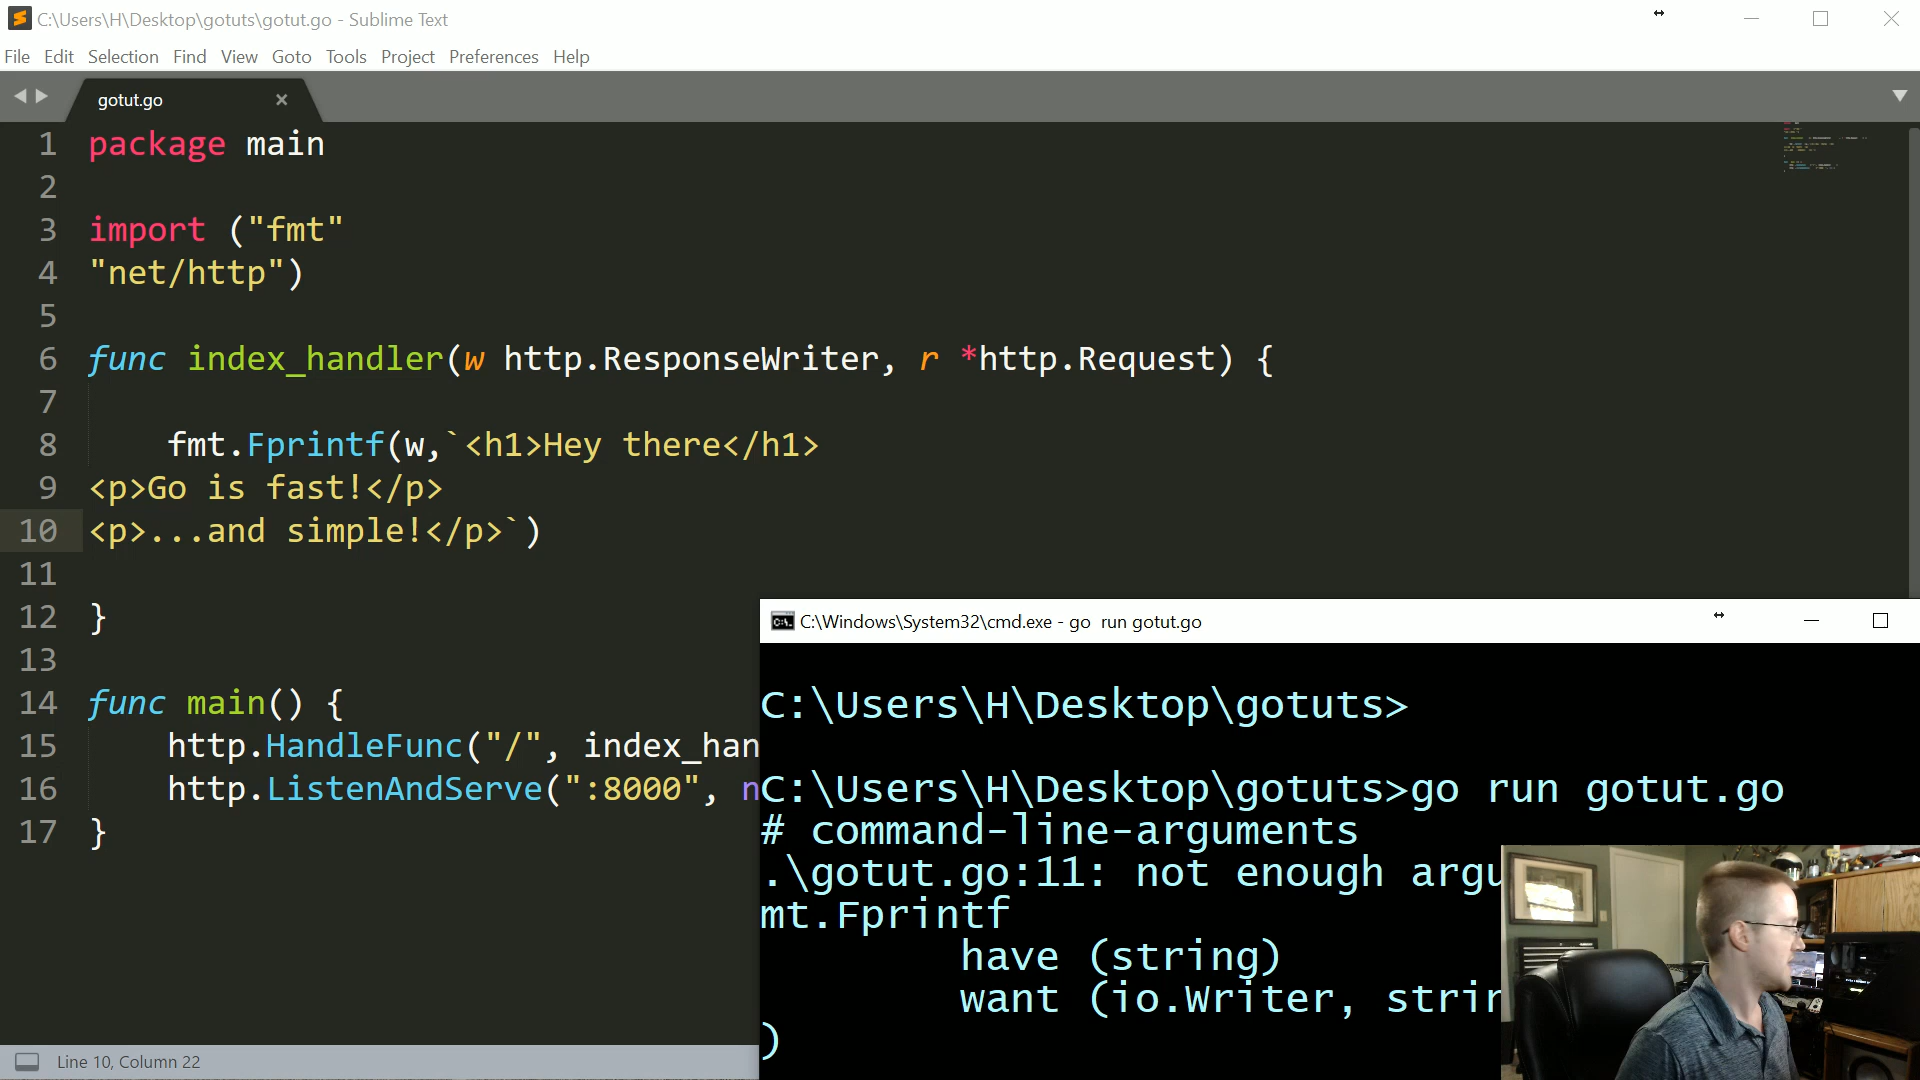 C:\Users\H\Desktop\gotuts\gotut.go - Sublime Text
File Edit Selection Find View Goto Tools Project Preferences Help
gotut.go
1 package main
2
3 import ("fmt"
4 "net/http")
5
6 func index_handler(w http.ResponseWriter, r *http.Request) {
7
8 fmt.Fprintf(w,`<h1>Hey there</h1>
9 <p>Go is fast!</p>
10 <p>...and simple!</p>`)
11
12 }
13
14 func main() {
15 http.HandleFunc("/", index_han
16 http.ListenAndServe(":8000", n
17 }
C:\Windows\System32\cmd.exe - go run gotut.go
C:\Users\H\Desktop\gotuts>
C:\Users\H\Desktop\gotuts>go run gotut.go
# command-line-arguments
.\gotut.go:11: not enough argu
mt.Fprintf
have (string)
want (io.Writer, strin
)
Line 10, Column 22